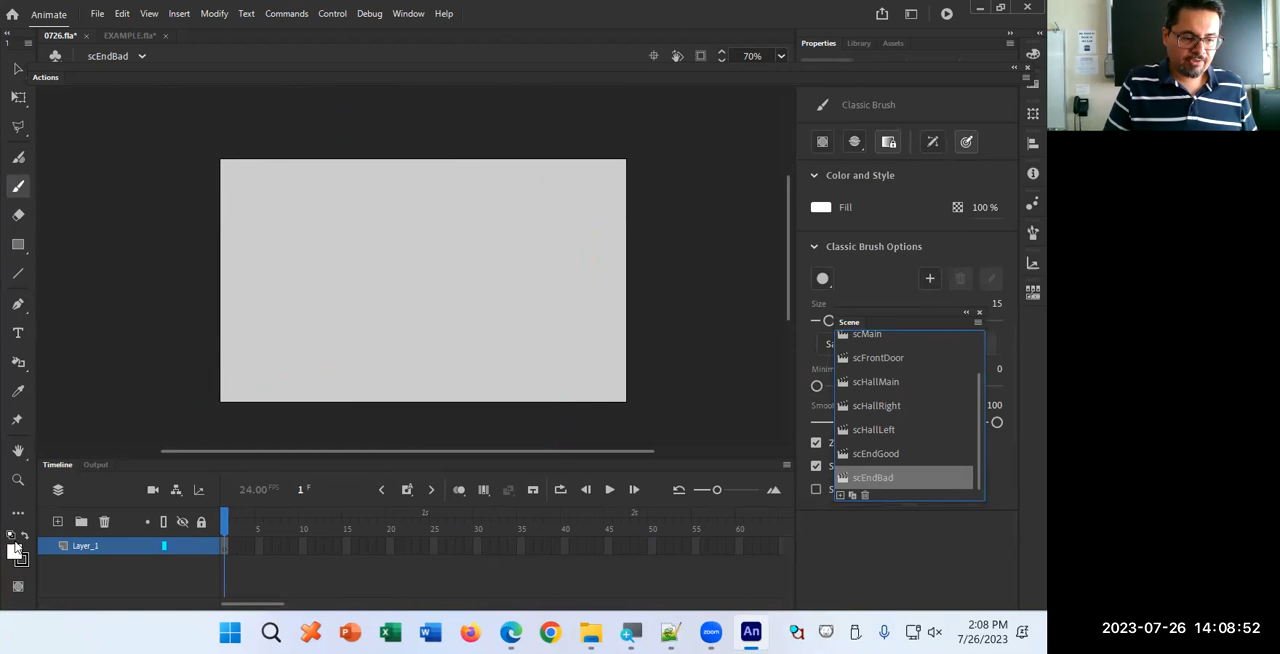 Animate File Edit View Insert Modify Text Commands Control Debug Window Help
0726.fla* × EXAMPLE.fla* ×
scEndBad 70%
Actions
Properties Library Assets
Classic Brush
Color and Style
Fill 100 %
Classic Brush Options
Size 15
Scene
scMain
scFrontDoor
scHallMain
scHallRight
scHallLeft
scEndGood
scEndBad
0
100
Timeline Output
24.00 FPS 1 F
1s 2s
5 10 15 20 25 30 35 40 45 50 55 60
Layer_1
2:08 PM
7/26/2023
2023-07-26 14:08:52